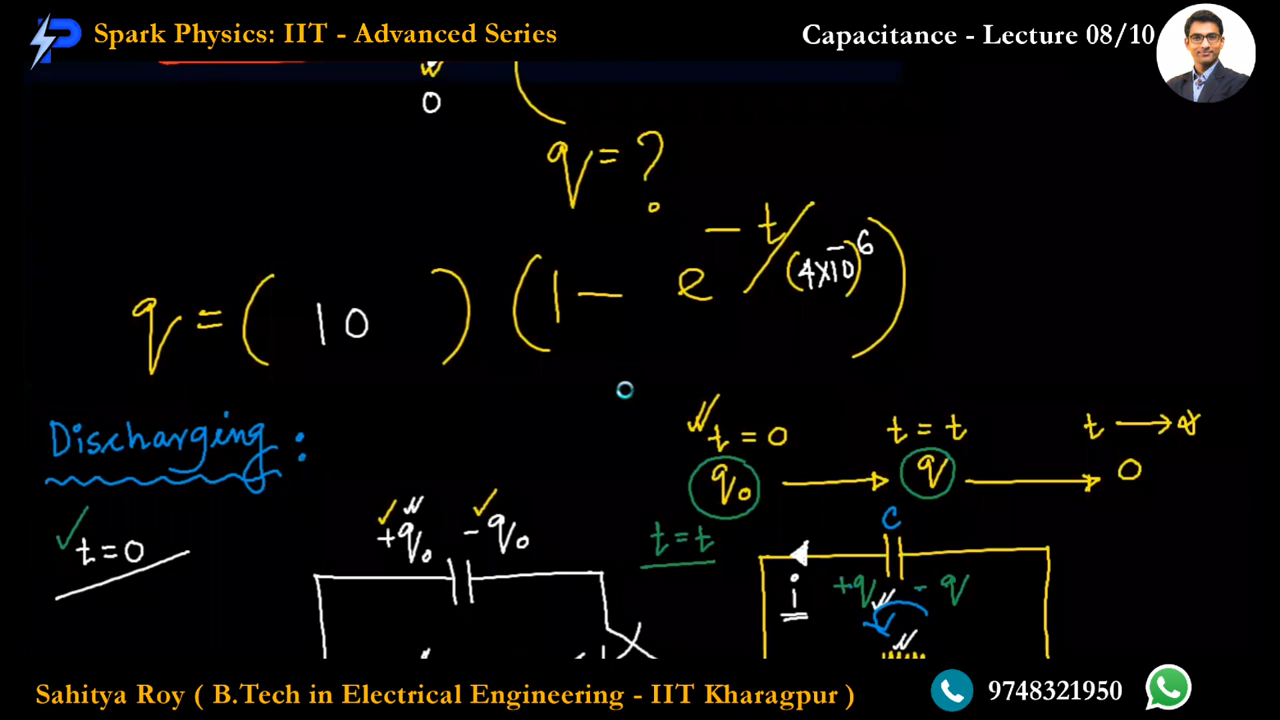 Spark Physics: IIT - Advanced Series
Capacitance - Lecture 08/10
0
q = ?
q = ( 10 ) (1 - e^{-t/(4×10^{-6})})
Discharging :
t = 0
t = t
t → ∝
q₀ → q → 0
t = 0
+q₀ -q₀
t = t
C
i
+q - q
Sahitya Roy ( B.Tech in Electrical Engineering - IIT Kharagpur )
9748321950